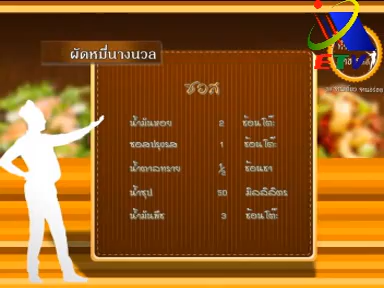 ผัดหมี่นางนวล
ซอส
น้ำมันหอย 2 ช้อนโต๊ะ
ซอสปรุงรส 1 ช้อนโต๊ะ
น้ำตาลทราย ½ ช้อนชา
น้ำซุป 50 มิลลิลิตร
น้ำมันพืช 3 ช้อนโต๊ะ